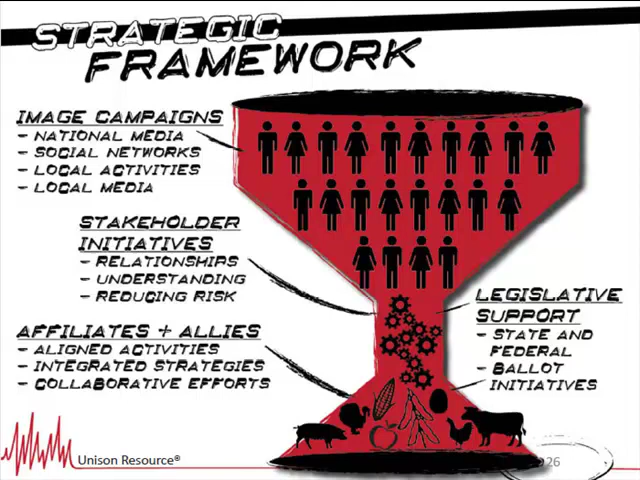 STRATEGIC
FRAMEWORK
IMAGE CAMPAIGNS
- NATIONAL MEDIA
- SOCIAL NETWORKS
- LOCAL ACTIVITIES
- LOCAL MEDIA
STAKEHOLDER
INITIATIVES
- RELATIONSHIPS
- UNDERSTANDING
- REDUCING RISK
AFFILIATES + ALLIES
- ALIGNED ACTIVITIES
- INTEGRATED STRATEGIES
- COLLABORATIVE EFFORTS
LEGISLATIVE
SUPPORT
- STATE AND
FEDERAL
- BALLOT
INITIATIVES
Unison Resource®